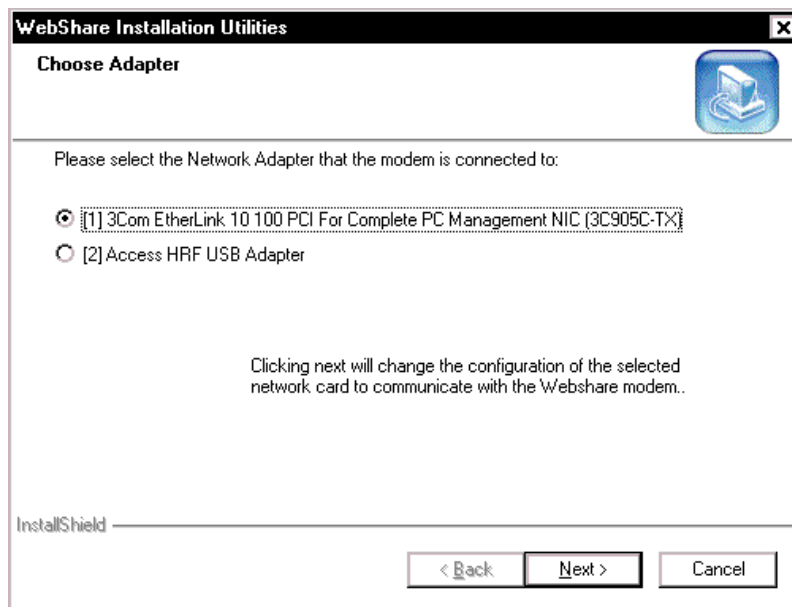 WebShare Installation Utilities
Choose Adapter
Please select the Network Adapter that the modem is connected to:
[1] 3Com EtherLink 10 100 PCI For Complete PC Management NIC (3C905C-TX)
[2] Access HRF USB Adapter
Clicking next will change the configuration of the selected
network card to communicate with the Webshare modem..
InstallShield
< Back
Next >
Cancel